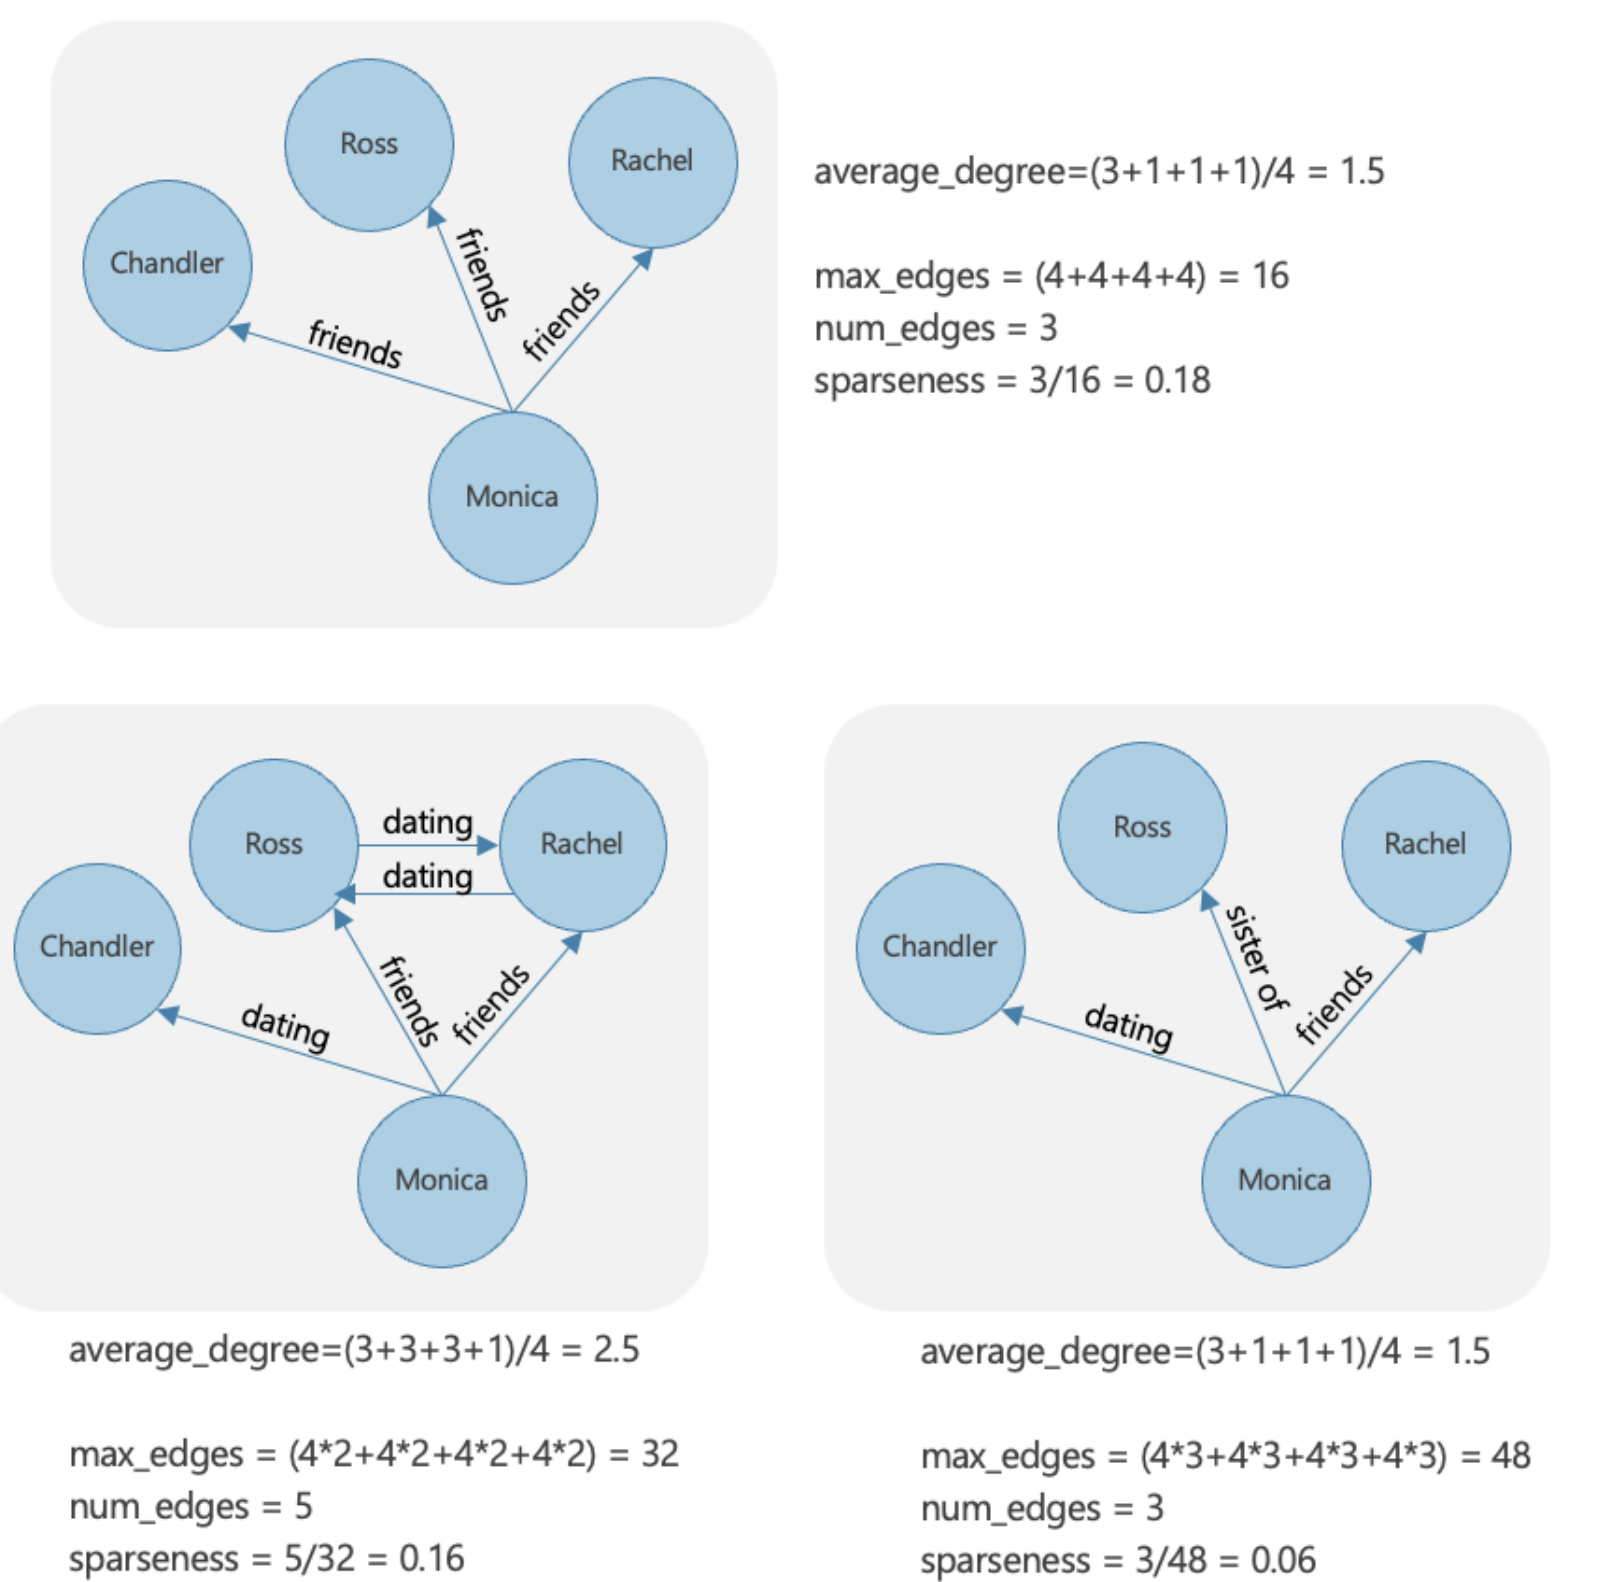 Ross
Rachel
Chandler
friends
friends
friends
Monica
average_degree=(3+1+1+1)/4 = 1.5
max_edges = (4+4+4+4) = 16
num_edges = 3
sparseness = 3/16 = 0.18
Ross
dating
Rachel
dating
Chandler
friends
friends
dating
Monica
average_degree=(3+3+3+1)/4 = 2.5
max_edges = (4*2+4*2+4*2+4*2) = 32
num_edges = 5
sparseness = 5/32 = 0.16
Ross
Rachel
Chandler
sister of
friends
dating
Monica
average_degree=(3+1+1+1)/4 = 1.5
max_edges = (4*3+4*3+4*3+4*3) = 48
num_edges = 3
sparseness = 3/48 = 0.06